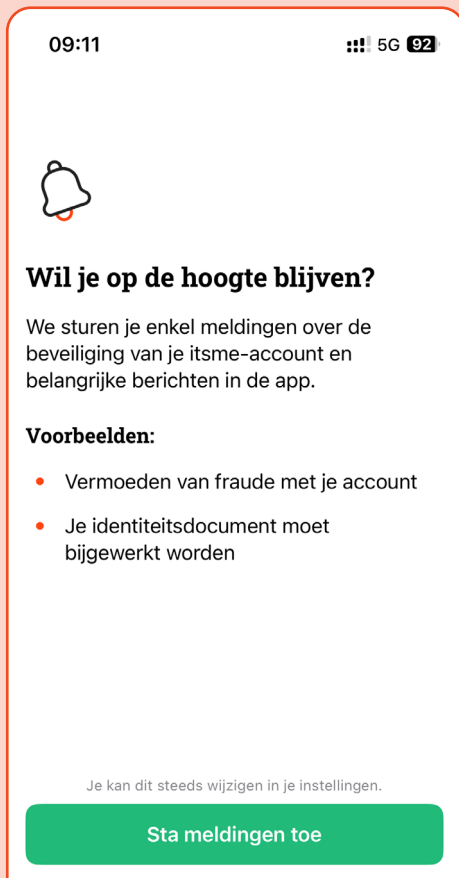 09:11
5G 92
Wil je op de hoogte blijven?
We sturen je enkel meldingen over de
beveiliging van je itsme-account en
belangrijke berichten in de app.
Voorbeelden:
Vermoeden van fraude met je account
Je identiteitsdocument moet
bijgewerkt worden
Je kan dit steeds wijzigen in je instellingen.
Sta meldingen toe